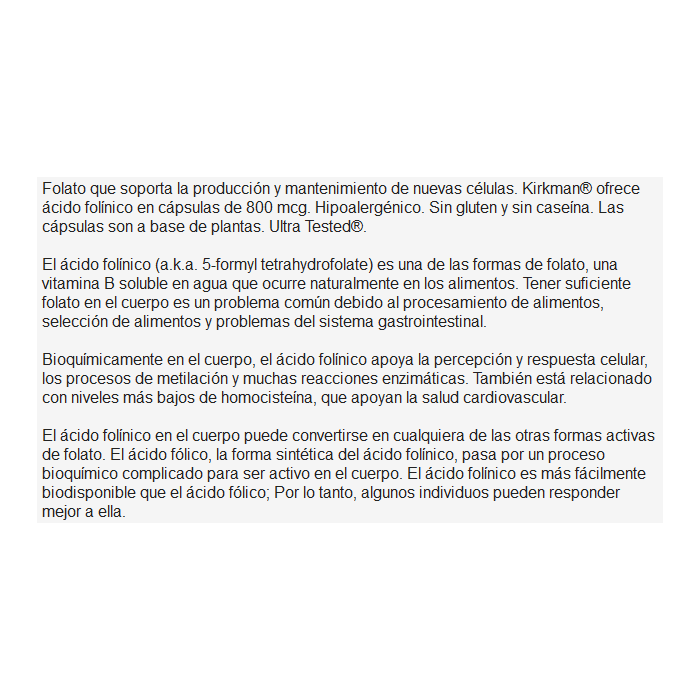 Folato que soporta la producción y mantenimiento de nuevas células. Kirkman® ofrece
ácido folínico en cápsulas de 800 mcg. Hipoalergénico. Sin gluten y sin caseína. Las
cápsulas son a base de plantas. Ultra Tested®.
El ácido folínico (a.k.a. 5-formyl tetrahydrofolate) es una de las formas de folato, una
vitamina B soluble en agua que ocurre naturalmente en los alimentos. Tener suficiente
folato en el cuerpo es un problema común debido al procesamiento de alimentos,
selección de alimentos y problemas del sistema gastrointestinal.
Bioquímicamente en el cuerpo, el ácido folínico apoya la percepción y respuesta celular,
los procesos de metilación y muchas reacciones enzimáticas. También está relacionado
con niveles más bajos de homocisteína, que apoyan la salud cardiovascular.
El ácido folínico en el cuerpo puede convertirse en cualquiera de las otras formas activas
de folato. El ácido fólico, la forma sintética del ácido folínico, pasa por un proceso
bioquímico complicado para ser activo en el cuerpo. El ácido folínico es más fácilmente
biodisponible que el ácido fólico; Por lo tanto, algunos individuos pueden responder
mejor a ella.